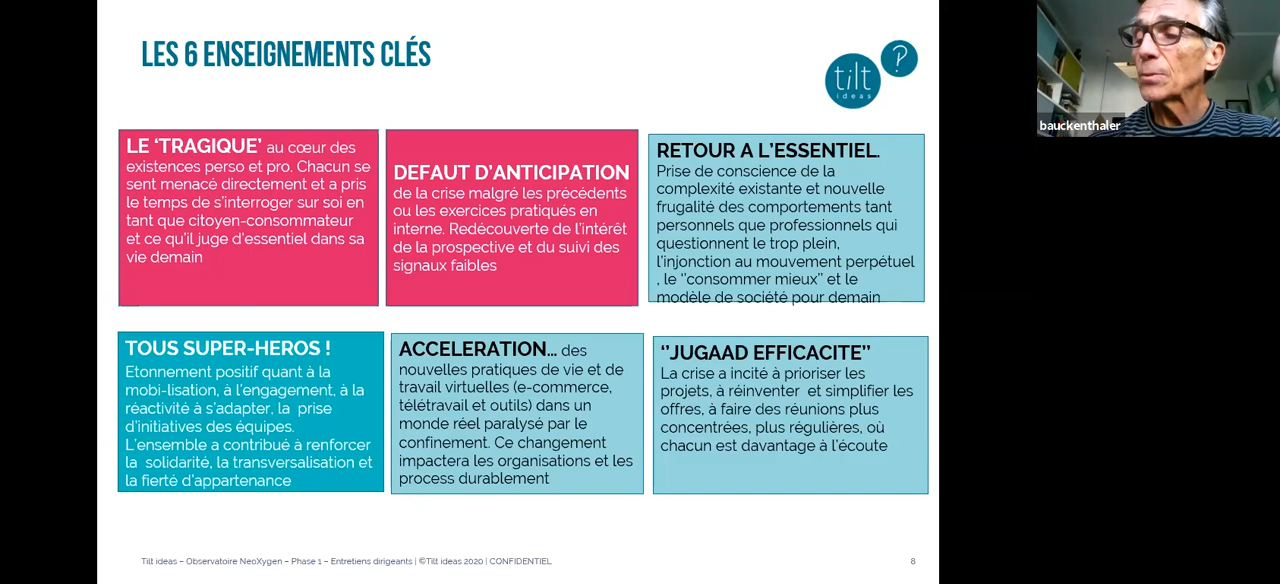 LES 6 ENSEIGNEMENTS CLÉS
tilt
ideas
?
LE ‘TRAGIQUE’ au cœur des
existences perso et pro. Chacun se
sent menacé directement et a pris
le temps de s’interroger sur soi en
tant que citoyen-consommateur
et ce qu’il juge d’essentiel dans sa
vie demain
DEFAUT D’ANTICIPATION
de la crise malgré les précédents
ou les exercices pratiqués en
interne. Redécouverte de l’intérêt
de la prospective et du suivi des
signaux faibles
RETOUR A L’ESSENTIEL.
Prise de conscience de la
complexité existante et nouvelle
frugalité des comportements tant
personnels que professionnels qui
questionnent le trop plein,
l’injonction au mouvement perpétuel
, le ‘’consommer mieux’’ et le
modèle de société pour demain
TOUS SUPER-HEROS !
Etonnement positif quant à la
mobi-lisation, à l’engagement, à la
réactivité à s’adapter, la prise
d’initiatives des équipes.
L’ensemble a contribué à renforcer
la solidarité, la transversalisation et
la fierté d’appartenance
ACCELERATION… des
nouvelles pratiques de vie et de
travail virtuelles (e-commerce,
télétravail et outils) dans un
monde réel paralysé par le
confinement. Ce changement
impactera les organisations et les
process durablement
‘’JUGAAD EFFICACITE’’
La crise a incité à prioriser les
projets, à réinventer et simplifier les
offres, à faire des réunions plus
concentrées, plus régulières, où
chacun est davantage à l’écoute
Tilt ideas – Observatoire NeoXygen – Phase 1 – Entretiens dirigeants | ©Tilt ideas 2020 | CONFIDENTIEL
8
bauckenthaler